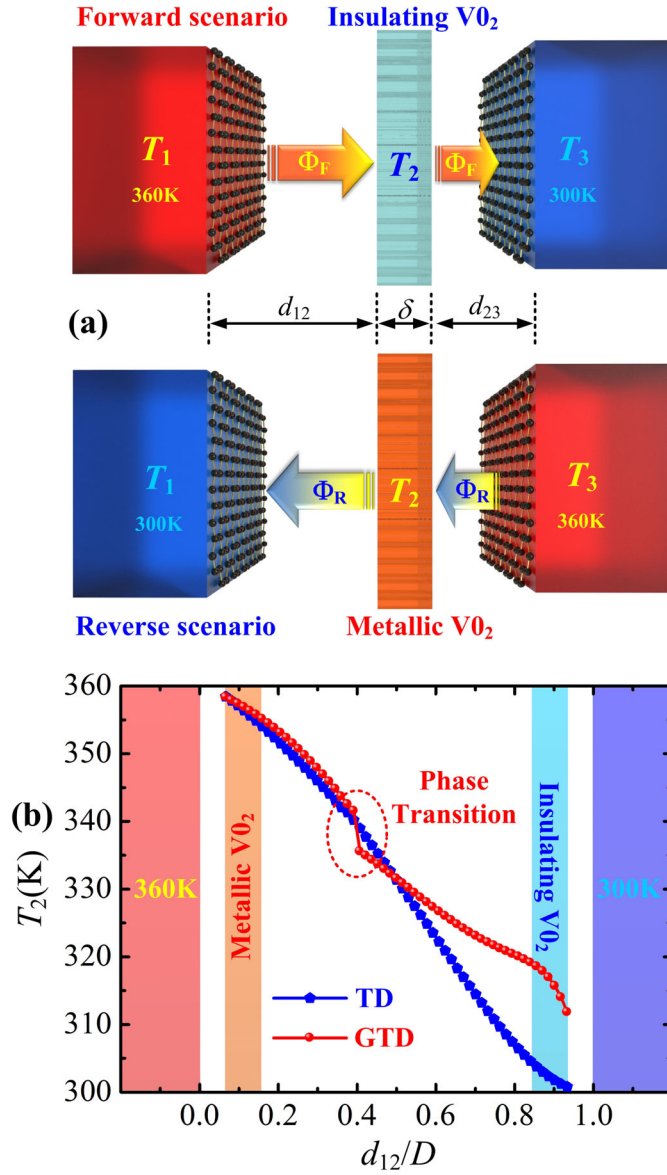 Forward scenario Insulating V0₂
T₁ Φ_F T₂ Φ_F T₃
360K 300K
(a) d₁₂ δ d₂₃
T₁ Φ_R T₂ Φ_R T₃
300K 360K
Reverse scenario Metallic V0₂
(b)
T₂(K)
360
350
340
330
320
310
300
360K
Metallic V0₂
Phase
Transition
Insulating V0₂
300K
TD
GTD
0.0 0.2 0.4 0.6 0.8 1.0
d₁₂/D